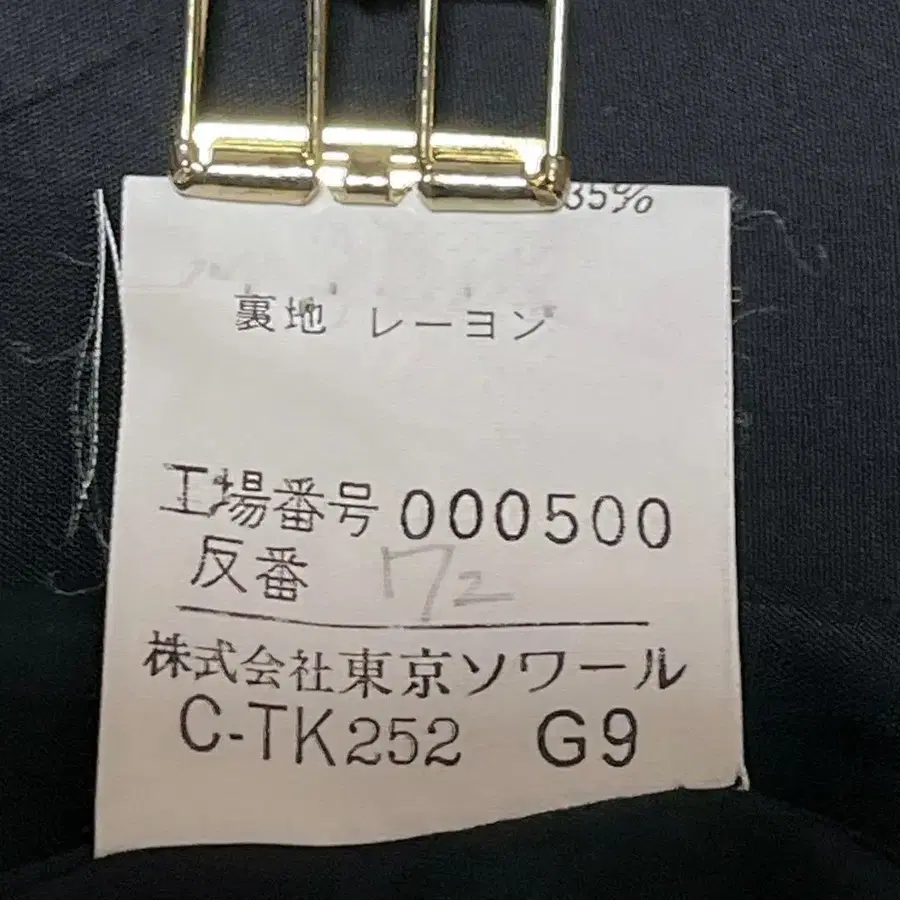 35%
裏地 レーヨン
工場番号 000500
反番 72
株式会社東京ソワール
C-TK252 G9